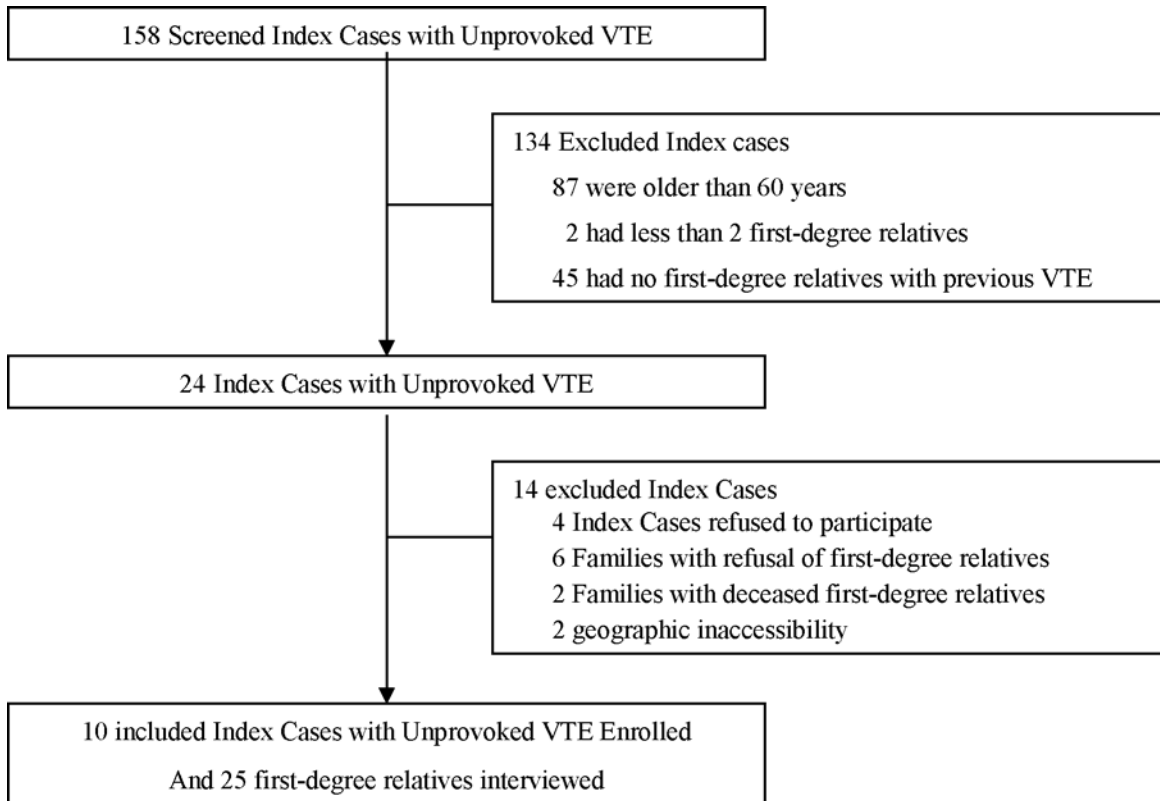 158 Screened Index Cases with Unprovoked VTE
134 Excluded Index cases
87 were older than 60 years
2 had less than 2 first-degree relatives
45 had no first-degree relatives with previous VTE
24 Index Cases with Unprovoked VTE
14 excluded Index Cases
4 Index Cases refused to participate
6 Families with refusal of first-degree relatives
2 Families with deceased first-degree relatives
2 geographic inaccessibility
10 included Index Cases with Unprovoked VTE Enrolled
And 25 first-degree relatives interviewed